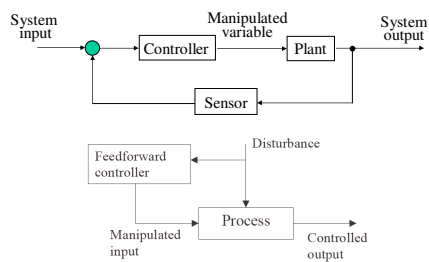 System
input
Manipulated
variable
System
output
Controller
Plant
Sensor
Disturbance
Feedforward
controller
Process
Manipulated
input
Controlled
output